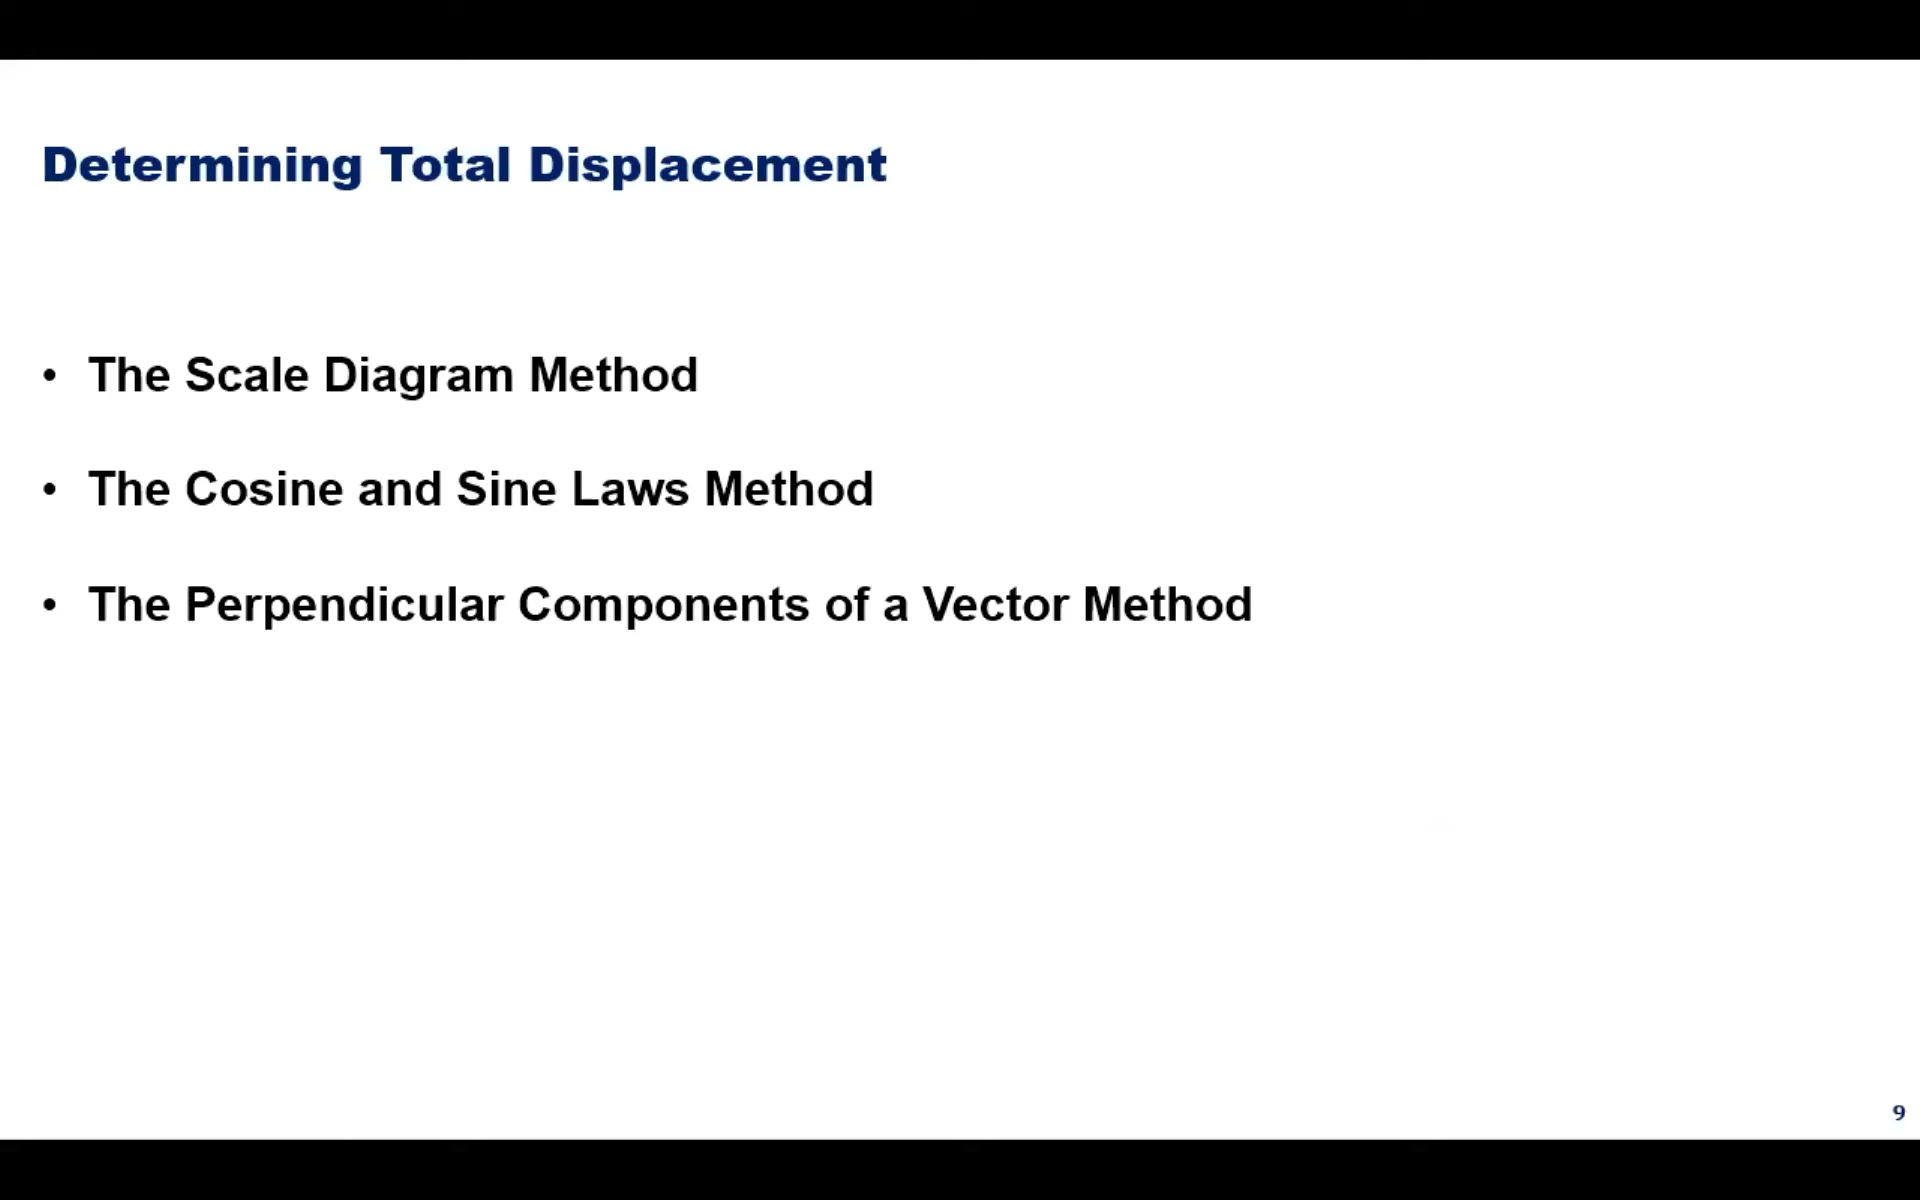 Determining Total Displacement
• The Scale Diagram Method
• The Cosine and Sine Laws Method
• The Perpendicular Components of a Vector Method
9